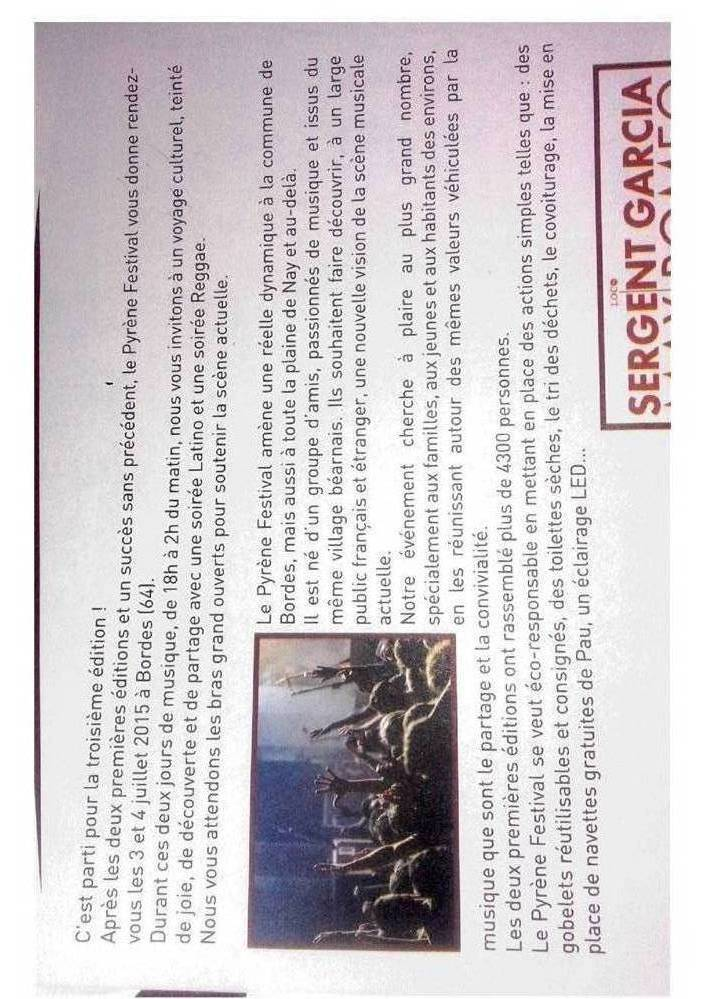 C'est parti pour la troisième édition !
Après les deux premières éditions et un succès sans précédent, le Pyrène Festival vous donne rendez-
vous les 3 et 4 juillet 2015 à Bordes (64).
Durant ces deux jours de musique, de 18h à 2h du matin, nous vous invitons à un voyage culturel, teinté
de joie, de découverte et de partage avec une soirée Latino et une soirée Reggae.
Nous vous attendons les bras grand ouverts pour soutenir la scène actuelle.
Le Pyrène Festival amène une réelle dynamique à la commune de
Bordes, mais aussi à toute la plaine de Nay et au-delà.
Il est né d'un groupe d'amis, passionnés de musique et issus du
même village béarnais. Ils souhaitent faire découvrir, à un large
public français et étranger, une nouvelle vision de la scène musicale
actuelle.
Notre événement cherche à plaire au plus grand nombre,
spécialement aux familles, aux jeunes et aux habitants des environs,
en les réunissant autour des mêmes valeurs véhiculées par la
musique que sont le partage et la convivialité.
Les deux premières éditions ont rassemblé plus de 4300 personnes.
Le Pyrène Festival se veut éco-responsable en mettant en place des actions simples telles que : des
gobelets réutilisables et consignés, des toilettes sèches, le tri des déchets, le covoiturage, la mise en
place de navettes gratuites de Pau, un éclairage LED...
LOCO
SERGENT GARCIA